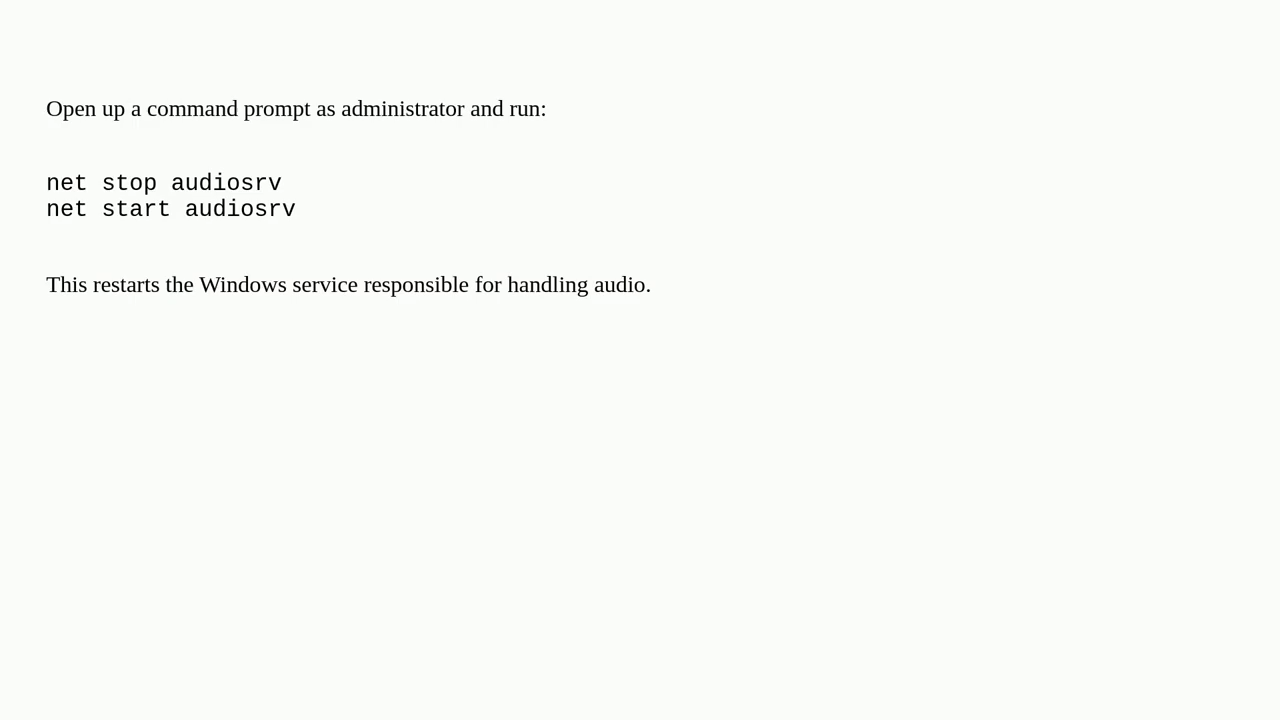 Open up a command prompt as administrator and run:
net stop audiosrv
net start audiosrv
This restarts the Windows service responsible for handling audio.